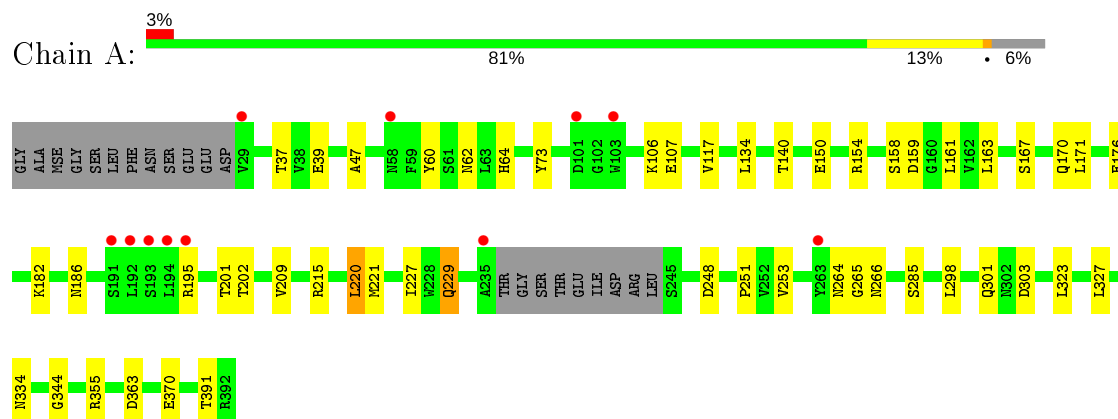 3%
Chain A:
81% 13% • 6%
GLY ALA MSE GLY SER LEU PHE ASN SER GLU GLU ASP V29 T37 V38 E39 A47 N58 F59 Y60 S61 N62 L63 H64 Y73 D101 G102 W103 K106 E107 V117 L134 T140 E150 R154 S158 D159 G160 L161 V162 L163 S167 Q170 L171
K182 N186 S191 L192 S193 L194 R195 T201 T202 V209 R215 L220 M221 I227 W228 Q229 A235 THR GLY SER THR GLU ILE ASP ARG LEU S245 D248 P251 V252 V253 Y263 N264 G265 N266 S285 L298 Q301 N302 D303 L323 L327
N334 G344 R355 D363 E370 T391 R392